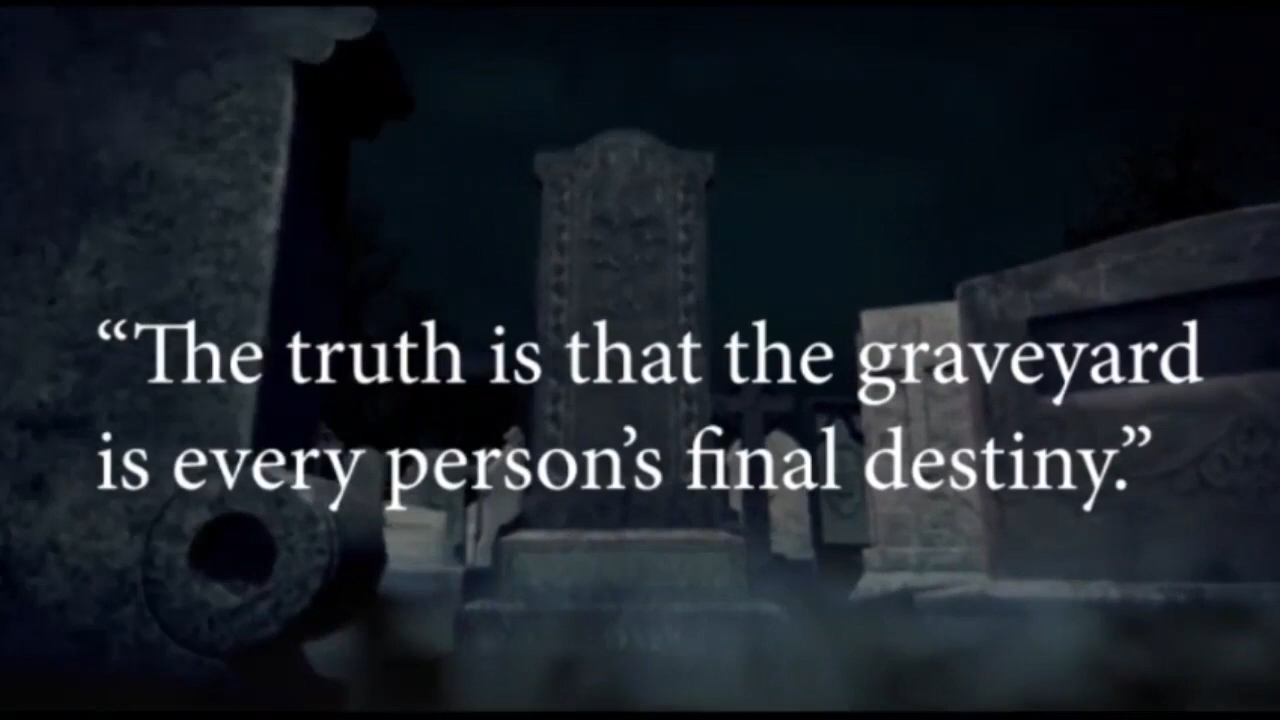 “The truth is that the graveyard
is every person’s final destiny.”